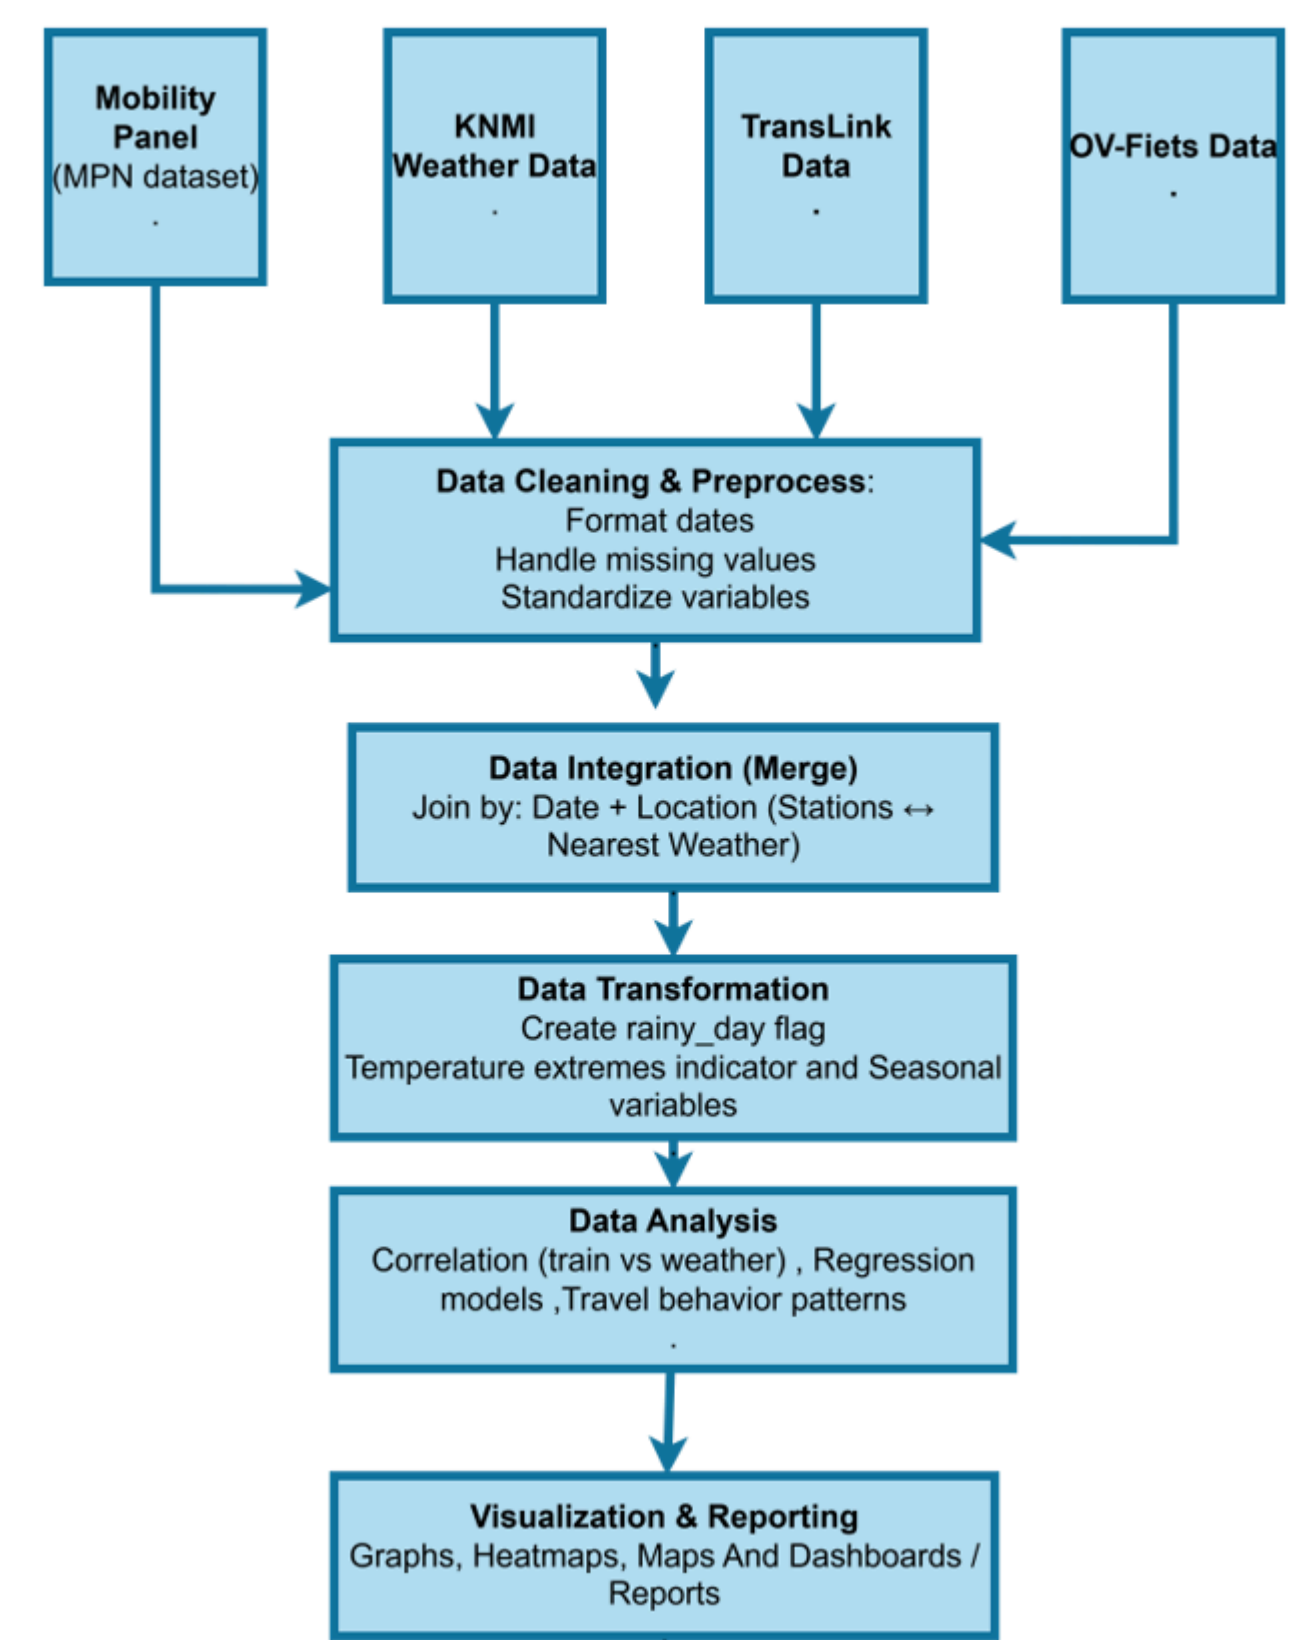 Mobility
Panel
(MPN dataset)
.
KNMI
Weather Data
.
TransLink
Data
.
OV-Fiets Data
.
Data Cleaning & Preprocess:
Format dates
Handle missing values
Standardize variables
Data Integration (Merge)
Join by: Date + Location (Stations ↔
Nearest Weather)
Data Transformation
Create rainy_day flag
Temperature extremes indicator and Seasonal
variables
Data Analysis
Correlation (train vs weather) , Regression
models ,Travel behavior patterns
.
Visualization & Reporting
Graphs, Heatmaps, Maps And Dashboards /
Reports